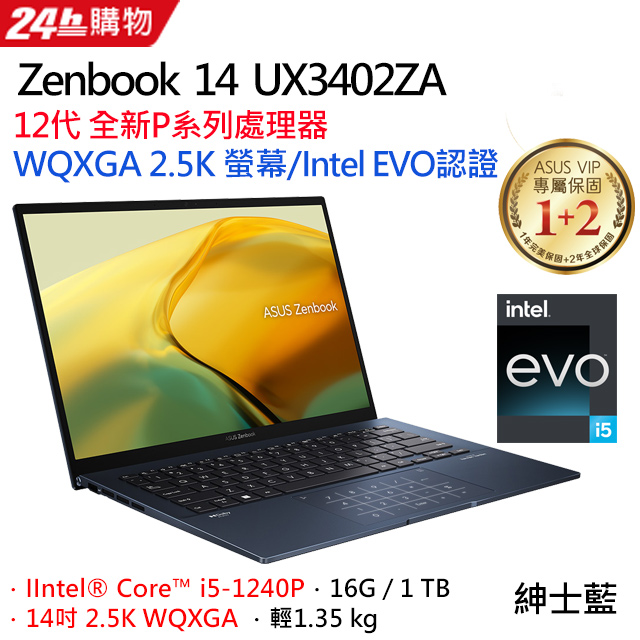 24h購物
Zenbook 14 UX3402ZA
12代 全新P系列處理器
WQXGA 2.5K 螢幕/Intel EVO認證
ASUS VIP
專屬保固
1+2
1年完美保固+2年全球保固
ASUS Zenbook
ASUS Zenbook
intel.
evo
i5
· IIntel® Core™ i5-1240P · 16G / 1 TB
· 14吋 2.5K WQXGA · 輕1.35 kg
紳士藍